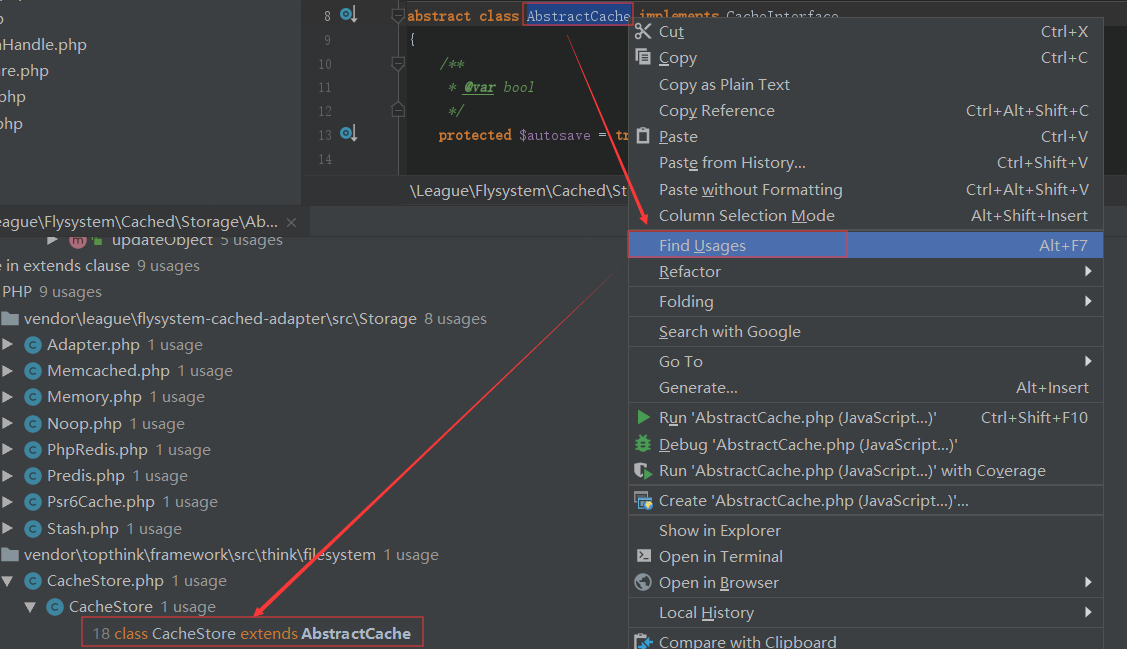 Handle.php
re.php
php
hp
8 abstract class AbstractCache implements CacheInterface
9 {
10 /**
11 * @var bool
12 */
13 protected $autosave = tr
14
\League\Flysystem\Cached\St
eague\Flysystem\Cached\Storage\Ab... ×
updateObject 5 usages
in extends clause 9 usages
PHP 9 usages
vendor\league\flysystem-cached-adapter\src\Storage 8 usages
Adapter.php 1 usage
Memcached.php 1 usage
Memory.php 1 usage
Noop.php 1 usage
PhpRedis.php 1 usage
Predis.php 1 usage
Psr6Cache.php 1 usage
Stash.php 1 usage
vendor\topthink\framework\src\think\filesystem 1 usage
CacheStore.php 1 usage
CacheStore 1 usage
18 class CacheStore extends AbstractCache
Cut Ctrl+X
Copy Ctrl+C
Copy as Plain Text
Copy Reference Ctrl+Alt+Shift+C
Paste Ctrl+V
Paste from History... Ctrl+Shift+V
Paste without Formatting Ctrl+Alt+Shift+V
Column Selection Mode Alt+Shift+Insert
Find Usages Alt+F7
Refactor
Folding
Search with Google
Go To
Generate... Alt+Insert
Run 'AbstractCache.php (JavaScript...)' Ctrl+Shift+F10
Debug 'AbstractCache.php (JavaScript...)'
Run 'AbstractCache.php (JavaScript...)' with Coverage
Create 'AbstractCache.php (JavaScript...)'...
Show in Explorer
Open in Terminal
Open in Browser
Local History
Compare with Clipboard